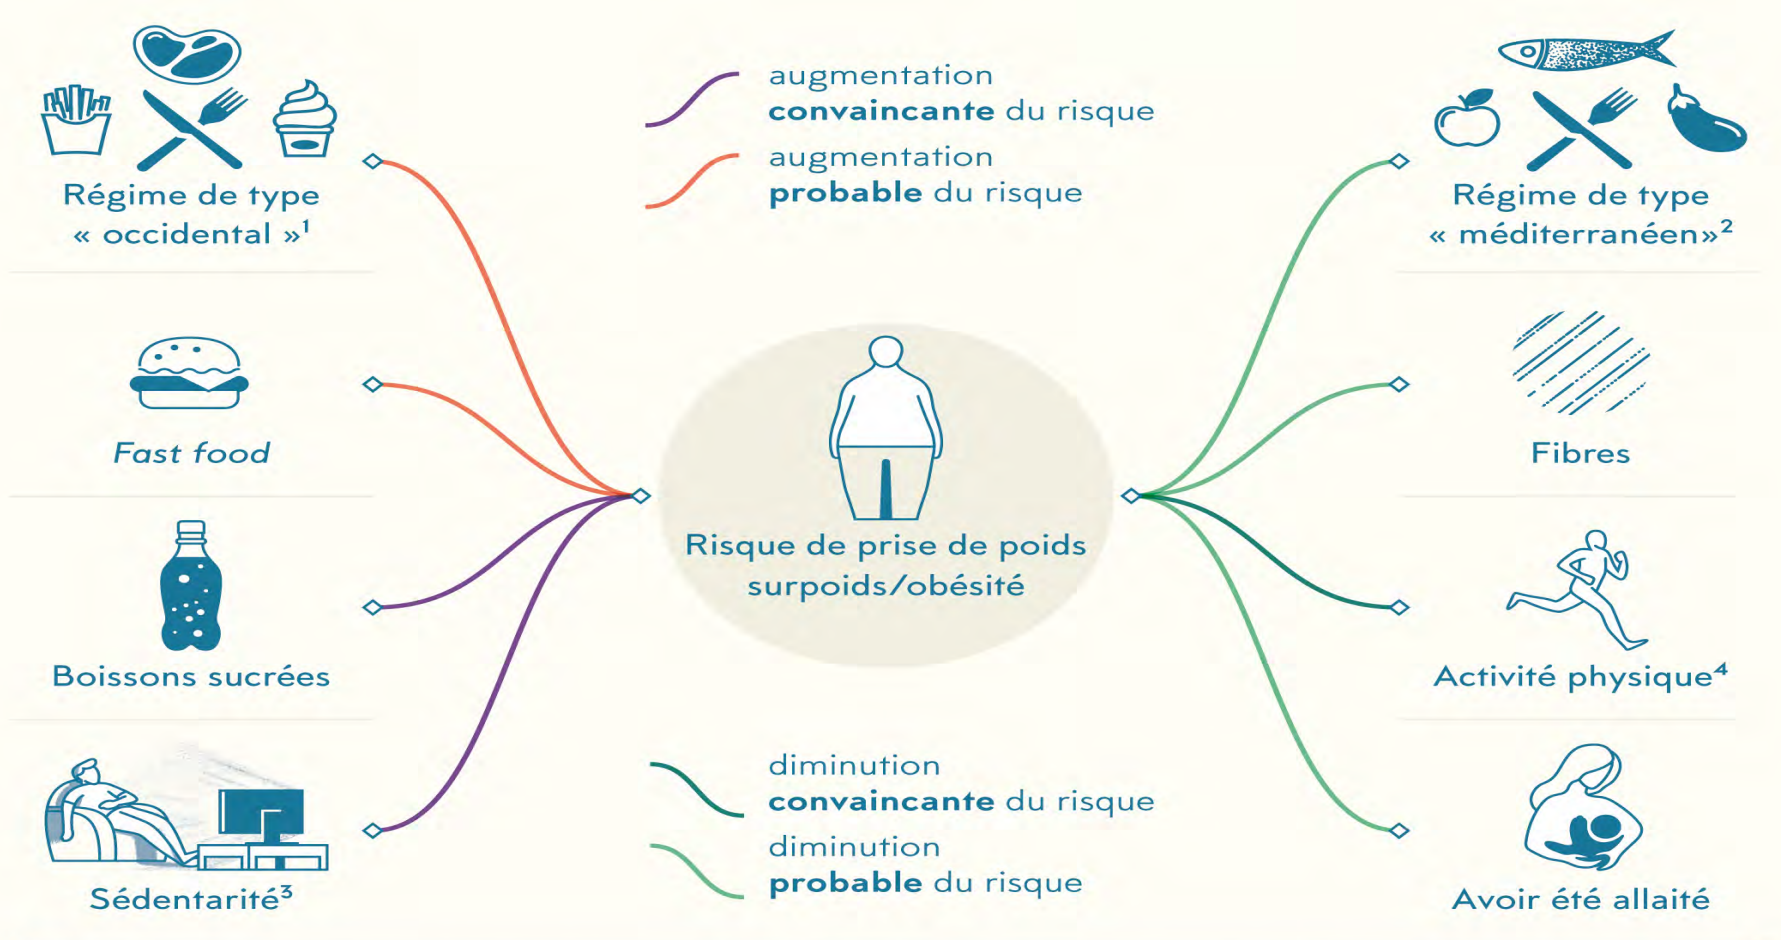 Régime de type
« occidental »¹
Fast food
Boissons sucrées
Sédentarité³
augmentation
convaincante du risque
augmentation
probable du risque
Risque de prise de poids
surpoids/obésité
diminution
convaincante du risque
diminution
probable du risque
Régime de type
« méditerranéen»²
Fibres
Activité physique⁴
Avoir été allaité